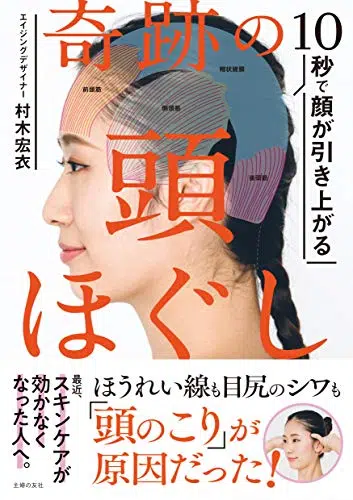 10秒で顔が引き上がる
奇跡の
頭
ほぐし
エイジングデザイナー
村木宏衣
前頭筋
側頭筋
帽状腱膜
後頭筋
最近、
スキンケアが
効かなく
なった人へ。
ほうれい線も目尻のシワも
「頭のこり」が
原因だった!
主婦の友社